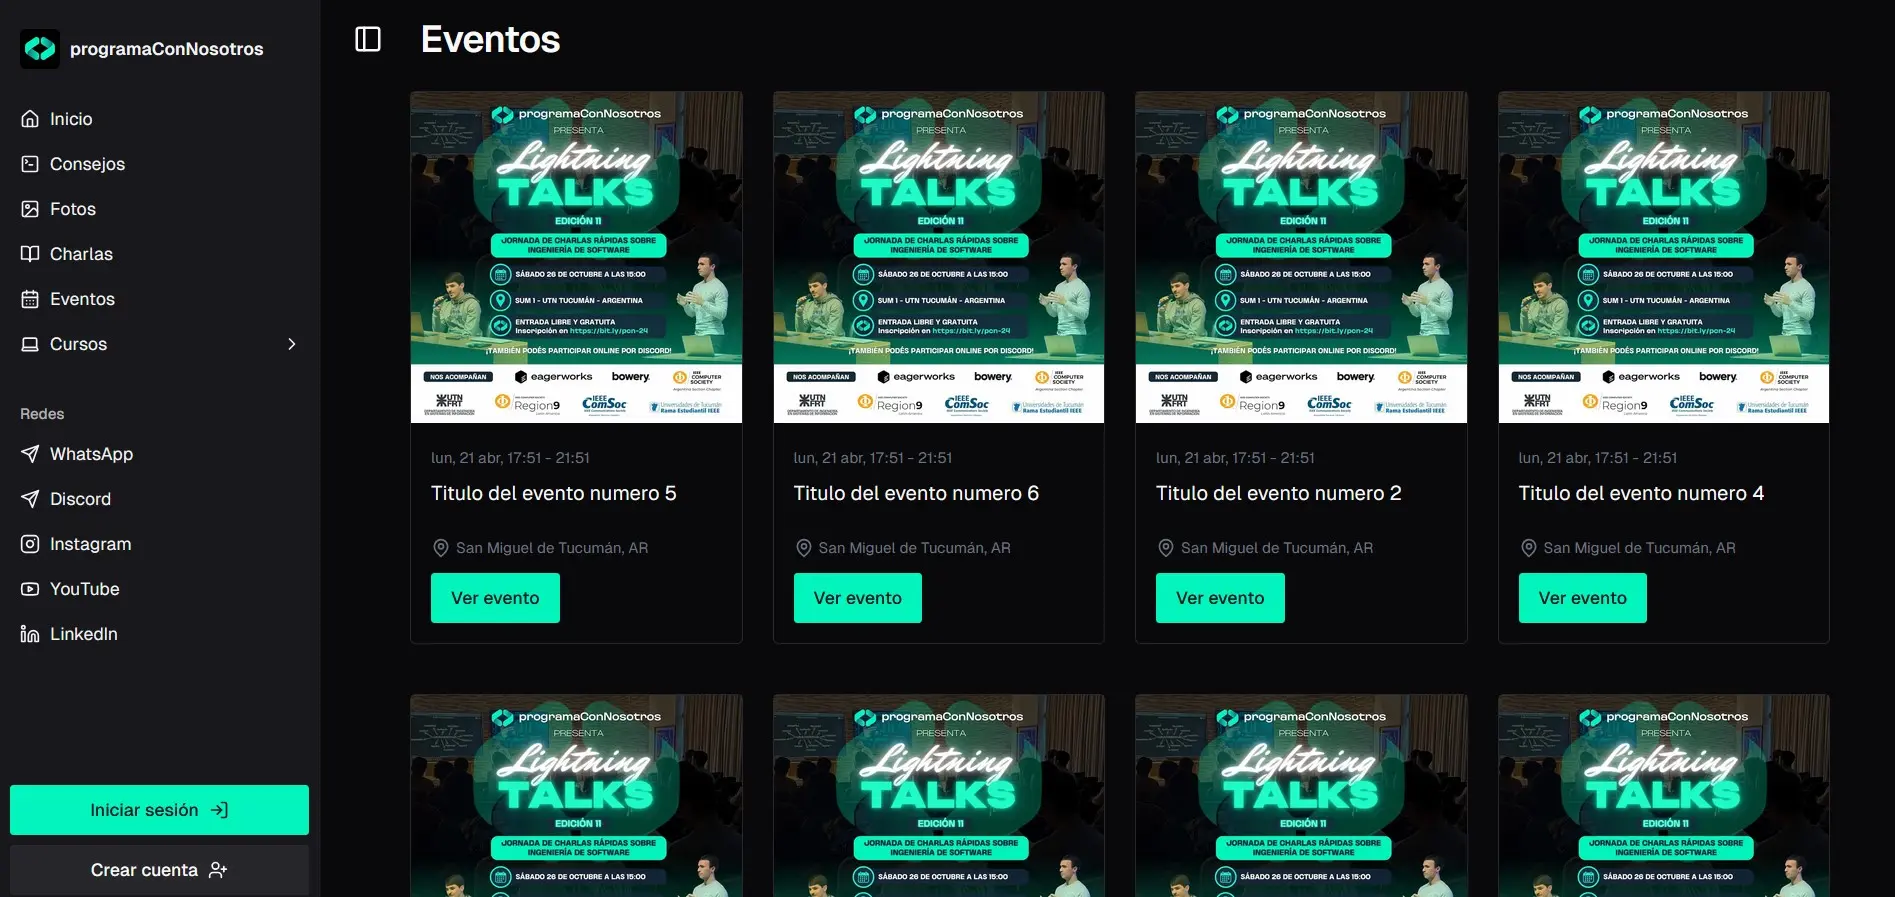 programaConNosotros
Inicio
Consejos
Fotos
Charlas
Eventos
Cursos
Redes
WhatsApp
Discord
Instagram
YouTube
LinkedIn
Iniciar sesión
Crear cuenta
Eventos
programaConNosotros
PRESENTA
Lightning
TALKS
EDICIÓN 11
JORNADA DE CHARLAS RÁPIDAS SOBRE
INGENIERÍA DE SOFTWARE
SÁBADO 26 DE OCTUBRE A LAS 15:00
SUM 1 - UTN TUCUMÁN - ARGENTINA
ENTRADA LIBRE Y GRATUITA
Inscripción en https://bit.ly/pcn-24
¡TAMBIÉN PODÉS PARTICIPAR ONLINE POR DISCORD!
NOS ACOMPAÑAN
eagerworks
bowery.
IEEE
COMPUTER
SOCIETY
UTN
FRT
Region9
IEEE
ComSoc
Rama Estudiantil IEEE
lun, 21 abr, 17:51 - 21:51
Titulo del evento numero 5
San Miguel de Tucumán, AR
Ver evento
programaConNosotros
PRESENTA
Lightning
TALKS
EDICIÓN 11
JORNADA DE CHARLAS RÁPIDAS SOBRE
INGENIERÍA DE SOFTWARE
SÁBADO 26 DE OCTUBRE A LAS 15:00
SUM 1 - UTN TUCUMÁN - ARGENTINA
ENTRADA LIBRE Y GRATUITA
Inscripción en https://bit.ly/pcn-24
¡TAMBIÉN PODÉS PARTICIPAR ONLINE POR DISCORD!
NOS ACOMPAÑAN
eagerworks
bowery.
IEEE
COMPUTER
SOCIETY
UTN
FRT
Region9
IEEE
ComSoc
Rama Estudiantil IEEE
lun, 21 abr, 17:51 - 21:51
Titulo del evento numero 6
San Miguel de Tucumán, AR
Ver evento
programaConNosotros
PRESENTA
Lightning
TALKS
EDICIÓN 11
JORNADA DE CHARLAS RÁPIDAS SOBRE
INGENIERÍA DE SOFTWARE
SÁBADO 26 DE OCTUBRE A LAS 15:00
SUM 1 - UTN TUCUMÁN - ARGENTINA
ENTRADA LIBRE Y GRATUITA
Inscripción en https://bit.ly/pcn-24
¡TAMBIÉN PODÉS PARTICIPAR ONLINE POR DISCORD!
NOS ACOMPAÑAN
eagerworks
bowery.
IEEE
COMPUTER
SOCIETY
UTN
FRT
Region9
IEEE
ComSoc
Rama Estudiantil IEEE
lun, 21 abr, 17:51 - 21:51
Titulo del evento numero 2
San Miguel de Tucumán, AR
Ver evento
programaConNosotros
PRESENTA
Lightning
TALKS
EDICIÓN 11
JORNADA DE CHARLAS RÁPIDAS SOBRE
INGENIERÍA DE SOFTWARE
SÁBADO 26 DE OCTUBRE A LAS 15:00
SUM 1 - UTN TUCUMÁN - ARGENTINA
ENTRADA LIBRE Y GRATUITA
Inscripción en https://bit.ly/pcn-24
¡TAMBIÉN PODÉS PARTICIPAR ONLINE POR DISCORD!
NOS ACOMPAÑAN
eagerworks
bowery.
IEEE
COMPUTER
SOCIETY
UTN
FRT
Region9
IEEE
ComSoc
Rama Estudiantil IEEE
lun, 21 abr, 17:51 - 21:51
Titulo del evento numero 4
San Miguel de Tucumán, AR
Ver evento
programaConNosotros
PRESENTA
Lightning
TALKS
EDICIÓN 11
JORNADA DE CHARLAS RÁPIDAS SOBRE
INGENIERÍA DE SOFTWARE
SÁBADO 26 DE OCTUBRE A LAS 15:00
programaConNosotros
PRESENTA
Lightning
TALKS
EDICIÓN 11
JORNADA DE CHARLAS RÁPIDAS SOBRE
INGENIERÍA DE SOFTWARE
SÁBADO 26 DE OCTUBRE A LAS 15:00
programaConNosotros
PRESENTA
Lightning
TALKS
EDICIÓN 11
JORNADA DE CHARLAS RÁPIDAS SOBRE
INGENIERÍA DE SOFTWARE
SÁBADO 26 DE OCTUBRE A LAS 15:00
programaConNosotros
PRESENTA
Lightning
TALKS
EDICIÓN 11
JORNADA DE CHARLAS RÁPIDAS SOBRE
INGENIERÍA DE SOFTWARE
SÁBADO 26 DE OCTUBRE A LAS 15:00